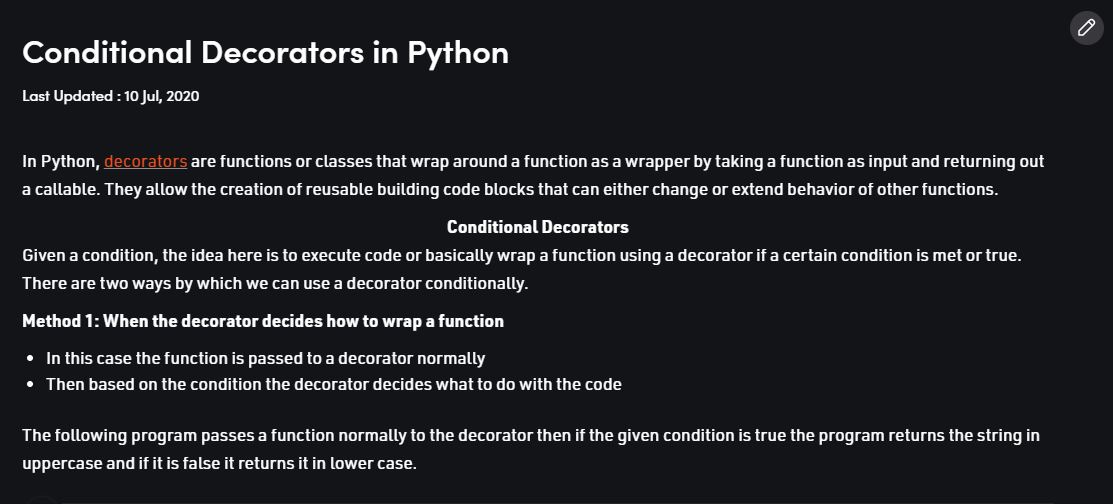 Conditional Decorators in Python
Last Updated : 10 Jul, 2020
In Python, decorators are functions or classes that wrap around a function as a wrapper by taking a function as input and returning out
a callable. They allow the creation of reusable building code blocks that can either change or extend behavior of other functions.
Conditional Decorators
Given a condition, the idea here is to execute code or basically wrap a function using a decorator if a certain condition is met or true.
There are two ways by which we can use a decorator conditionally.
Method 1: When the decorator decides how to wrap a function
• In this case the function is passed to a decorator normally
• Then based on the condition the decorator decides what to do with the code
The following program passes a function normally to the decorator then if the given condition is true the program returns the string in
uppercase and if it is false it returns it in lower case.